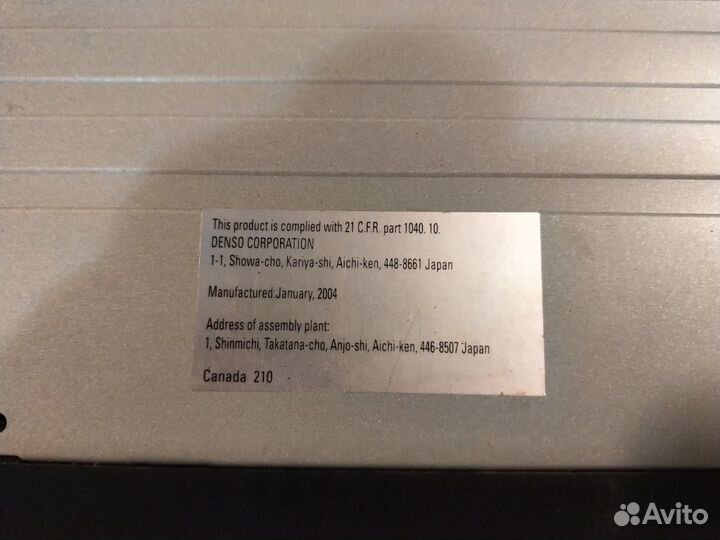 This product is complied with 21 C.F.R. part 1040. 10.
DENSO CORPORATION
1-1, Showa-cho, Kariya-shi, Aichi-ken, 448-8661 Japan
Manufactured:January, 2004
Address of assembly plant:
1, Shinmichi, Takatana-cho, Anjo-shi, Aichi-ken, 446-8507 Japan
Canada 210
Avito